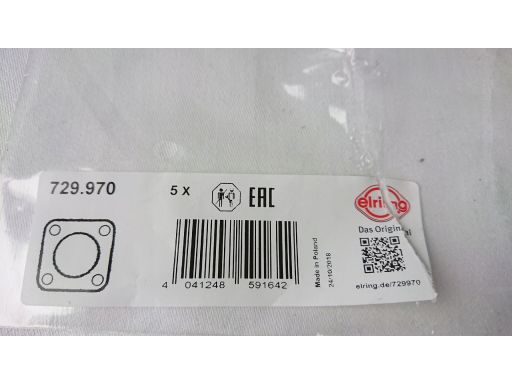 729.970
5 X
EAC
elring
Das Original
4 041248 591642
Made in Poland
24/10/2018
elring.de/729970